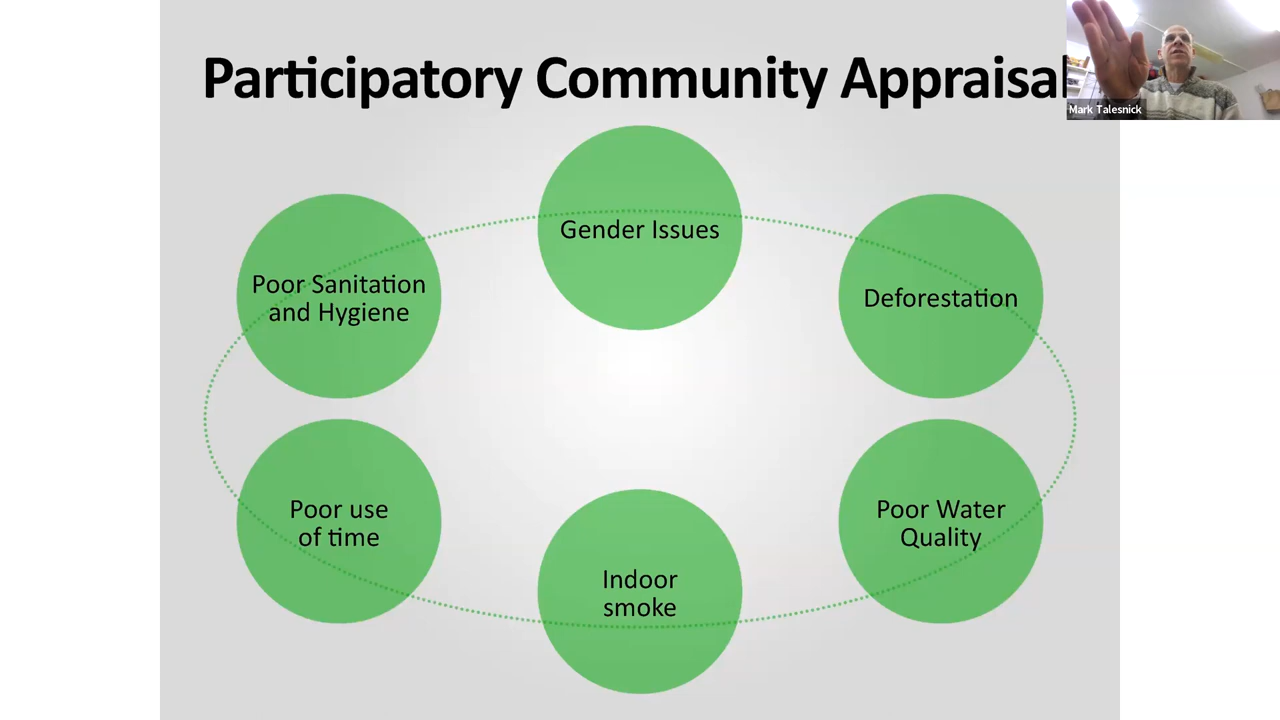 Participatory Community Appraisal
Mark Talesnick
Gender Issues
Poor Sanitation
and Hygiene
Deforestation
Poor use
of time
Poor Water
Quality
Indoor
smoke